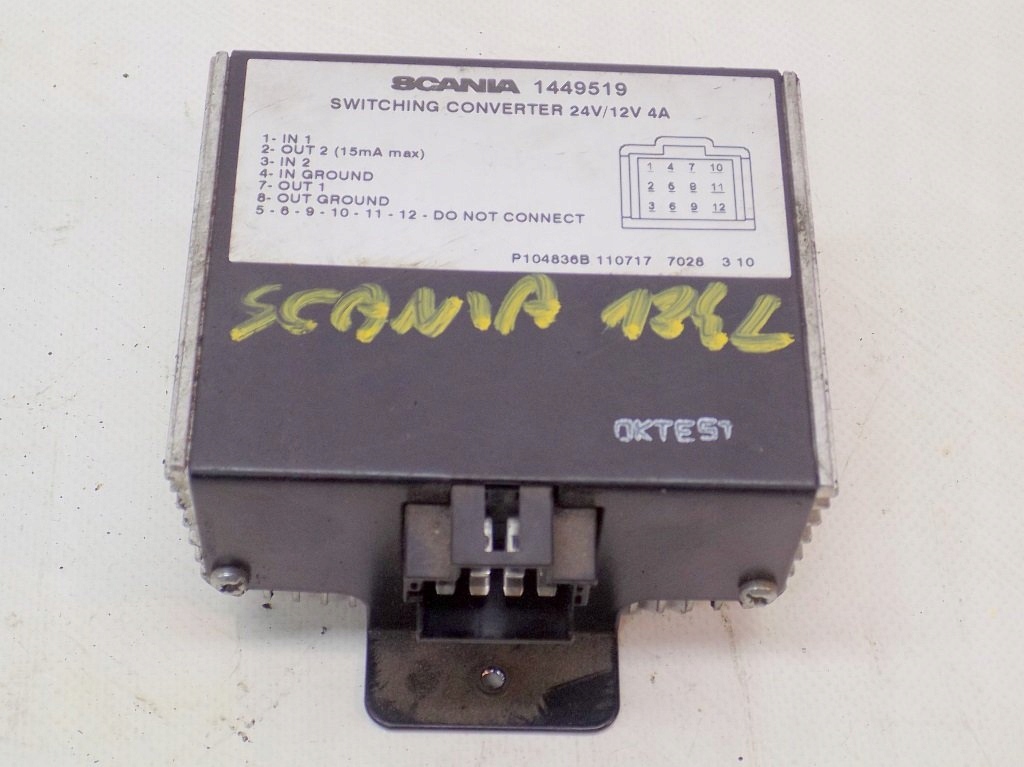 SCANIA 1449519
SWITCHING CONVERTER 24V/12V 4A
1- IN 1
2- OUT 2 (15mA max)
3- IN 2
4- IN GROUND
7- OUT 1
8- OUT GROUND
5 - 6 - 9 - 10 - 11 - 12 - DO NOT CONNECT
1 4 7 10
2 5 8 11
3 6 9 12
P104836B 110717 7028 3 10
SCANIA 124L
OKTEST